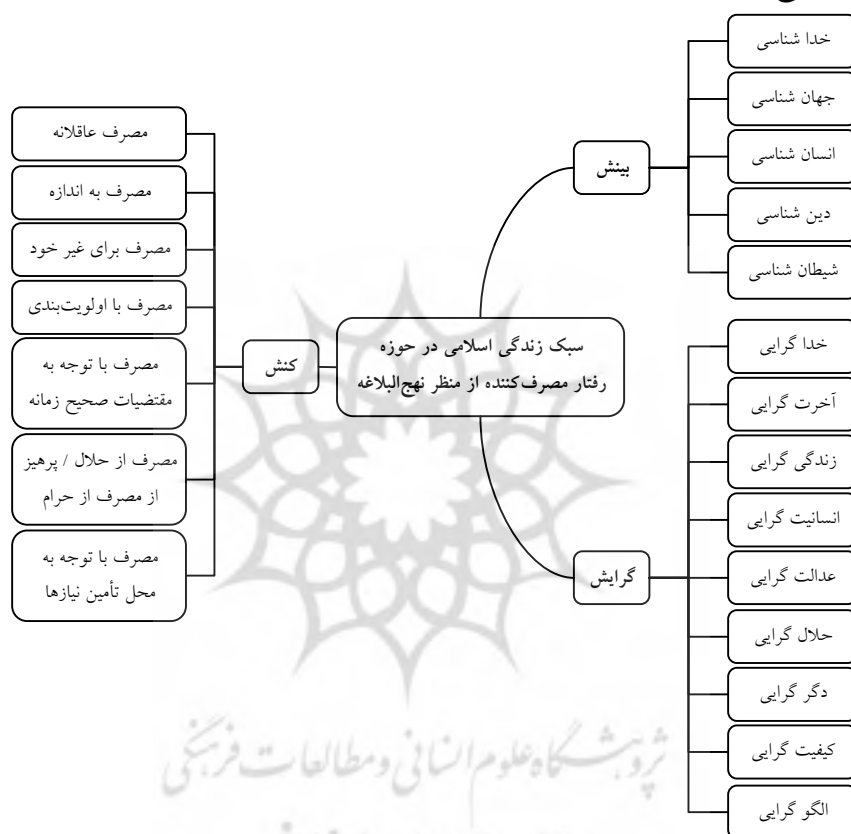 خدا شناسی
جهان شناسی
انسان شناسی
دین شناسی
شیطان شناسی
بینش
خدا گرایی
آخرت گرایی
زندگی گرایی
انسانیت گرایی
عدالت گرایی
حلال گرایی
دگر گرایی
کیفیت گرایی
الگو گرایی
گرایش
سبک زندگی اسلامی در حوزه
رفتار مصرف‌کننده از منظر نهج‌البلاغه
کنش
مصرف عاقلانه
مصرف به اندازه
مصرف برای غیر خود
مصرف با اولویت‌بندی
مصرف با توجه به
مقتضیات صحیح زمانه
مصرف از حلال / پرهیز
از مصرف از حرام
مصرف با توجه به
محل تأمین نیازها
پژوهشگاه علوم انسانی و مطالعات فرهنگی